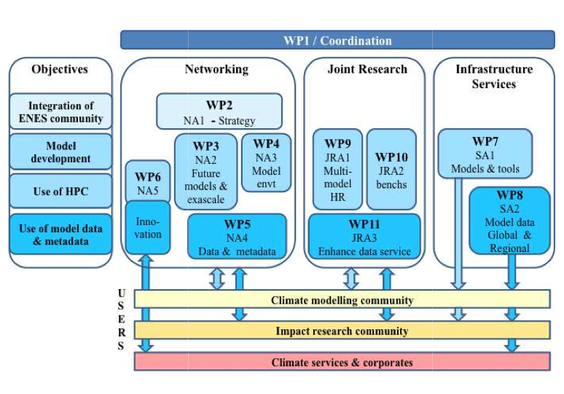 WP1 / Coordination
Objectives
Integration of
ENES community
Model
development
Use of HPC
Use of model data
& metadata
Networking
WP2
NA1 - Strategy
WP3
NA2
Future
models &
exascale
WP4
NA3
Model
envt
WP6
NA5
Inno-
vation
WP5
NA4
Data & metadata
Joint Research
WP9
JRA1
Multi-
model
HR
WP10
JRA2
benchs
WP11
JRA3
Enhance data service
Infrastructure
Services
WP7
SA1
Models & tools
WP8
SA2
Model data
Global &
Regional
USERS
Climate modelling community
Impact research community
Climate services & corporates